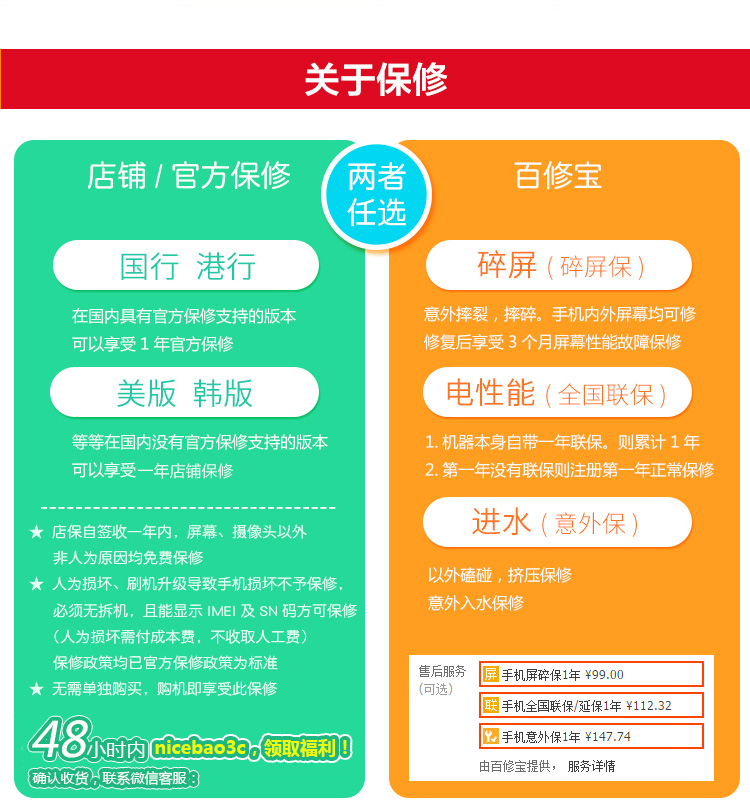 关于保修
店铺 / 官方保修
两者
任选
国行 港行
在国内具有官方保修支持的版本
可以享受 1 年官方保修
美版 韩版
等等在国内没有官方保修支持的版本
可以享受一年店铺保修
★ 店保自签收一年内，屏幕、摄像头以外
非人为原因均免费保修
★ 人为损坏、刷机升级导致手机损坏不予保修，
必须无拆机，且能显示 IMEI 及 SN 码方可保修
（人为损坏需付成本费，不收取人工费）
保修政策均已官方保修政策为标准
★ 无需单独购买，购机即享受此保修
48小时内 nicebao3c，领取福利！
确认收货，联系微信客服：
百修宝
碎屏 ( 碎屏保 )
意外摔裂，摔碎。手机内外屏幕均可修
修复后享受 3 个月屏幕性能故障保修
电性能 ( 全国联保 )
1. 机器本身自带一年联保。则累计 1 年
2. 第一年没有联保则注册第一年正常保修
进水 ( 意外保 )
以外磕碰，挤压保修
意外入水保修
售后服务
(可选)
屏 手机屏碎保1年 ¥99.00
联 手机全国联保/延保1年 ¥112.32
手机意外保1年 ¥147.74
由百修宝提供， 服务详情